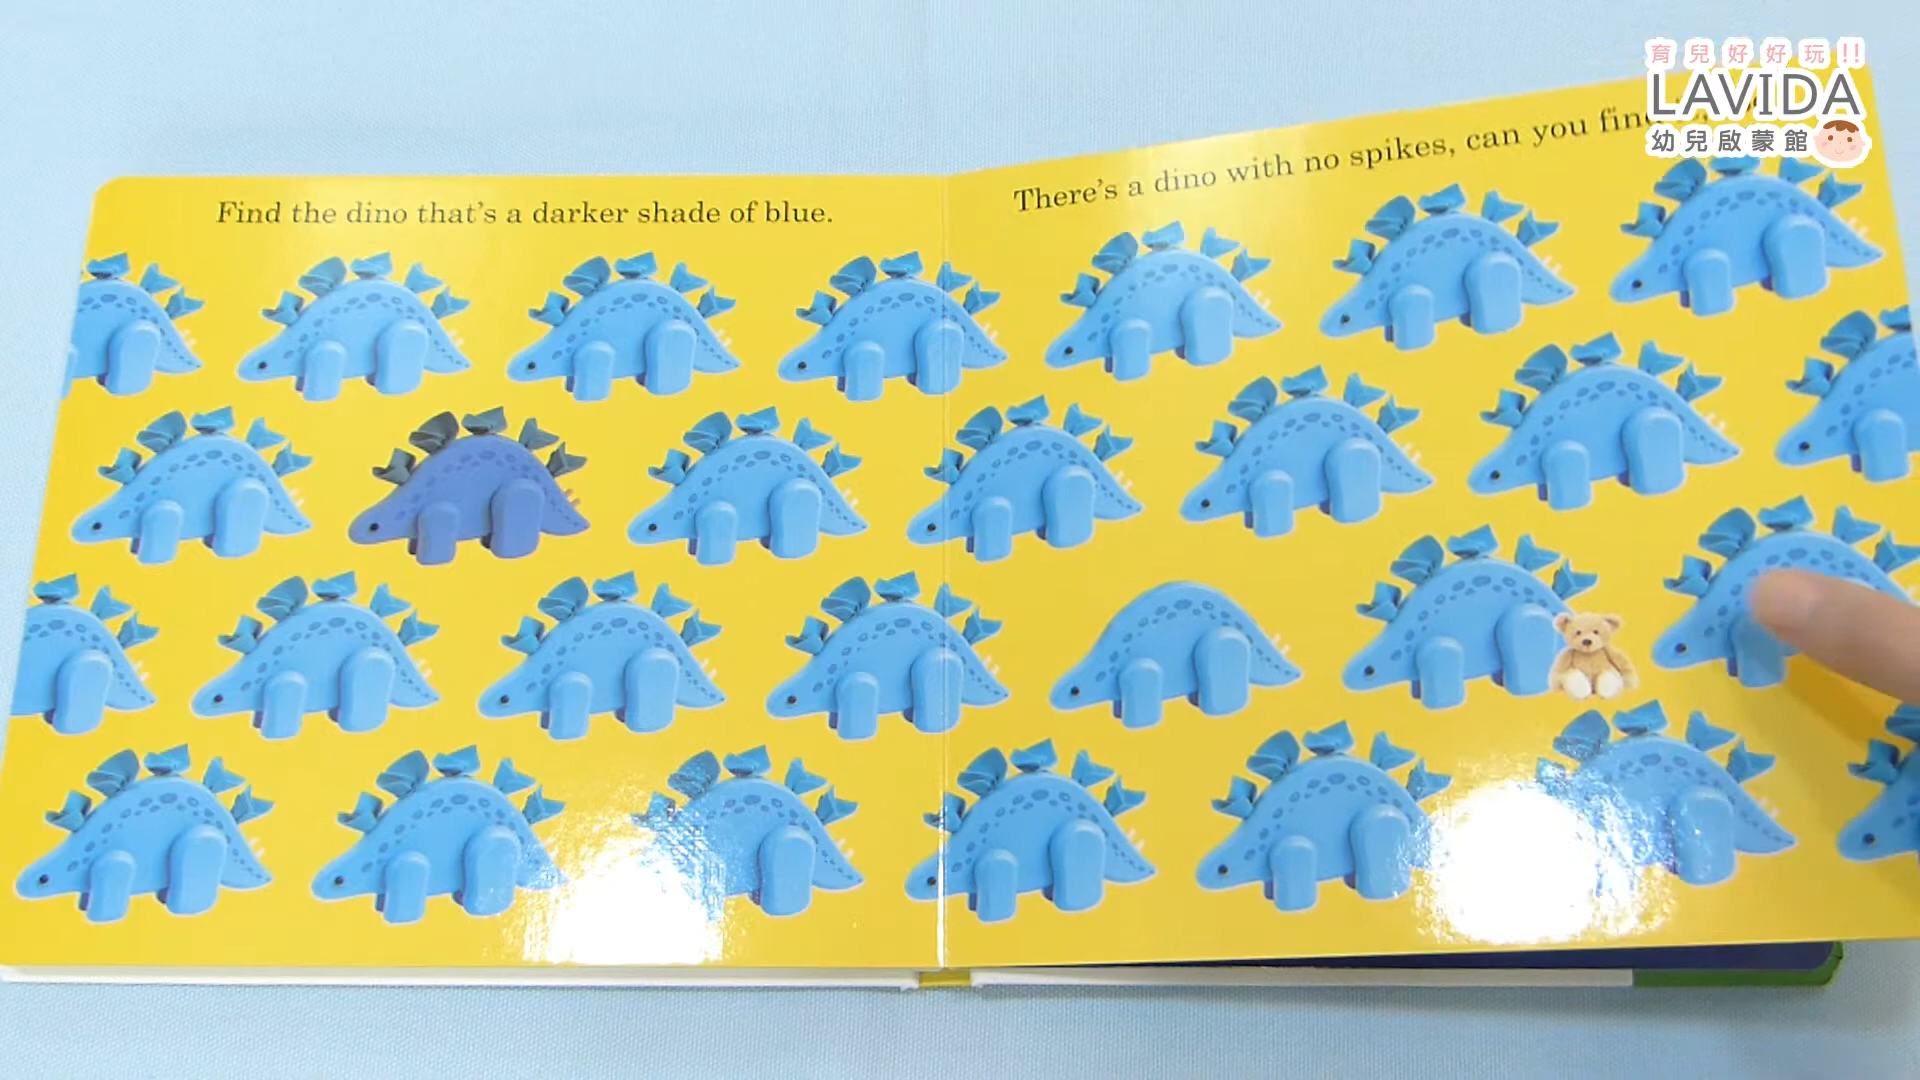 Find the dino that's a darker shade of blue.
There's a dino with no spikes, can you find
育兒好好玩!!
LAVIDA
幼兒啟蒙館